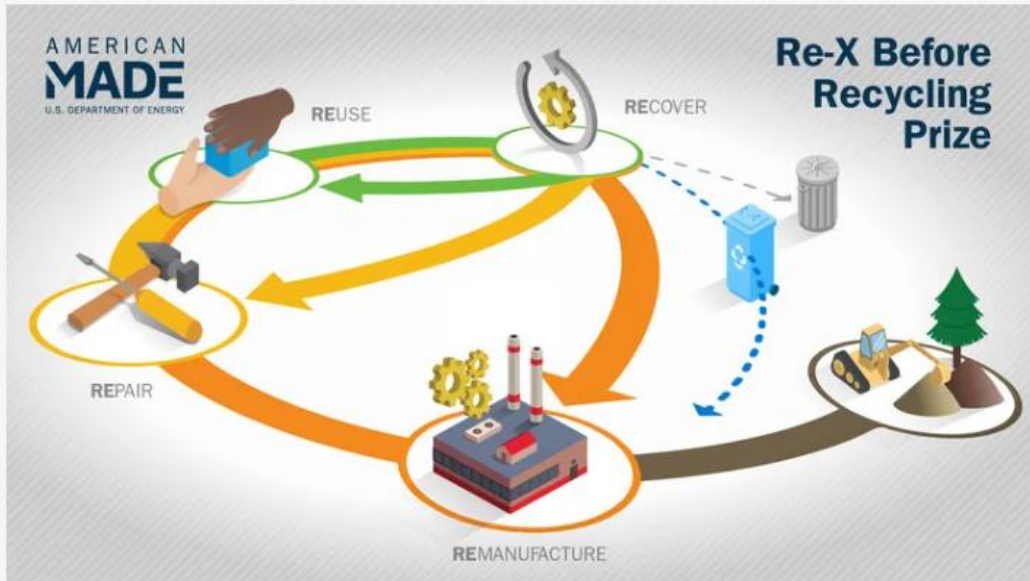 AMERICAN
MADE
U.S. DEPARTMENT OF ENERGY
Re-X Before
Recycling
Prize
REUSE
RECOVER
REPAIR
REMANUFACTURE